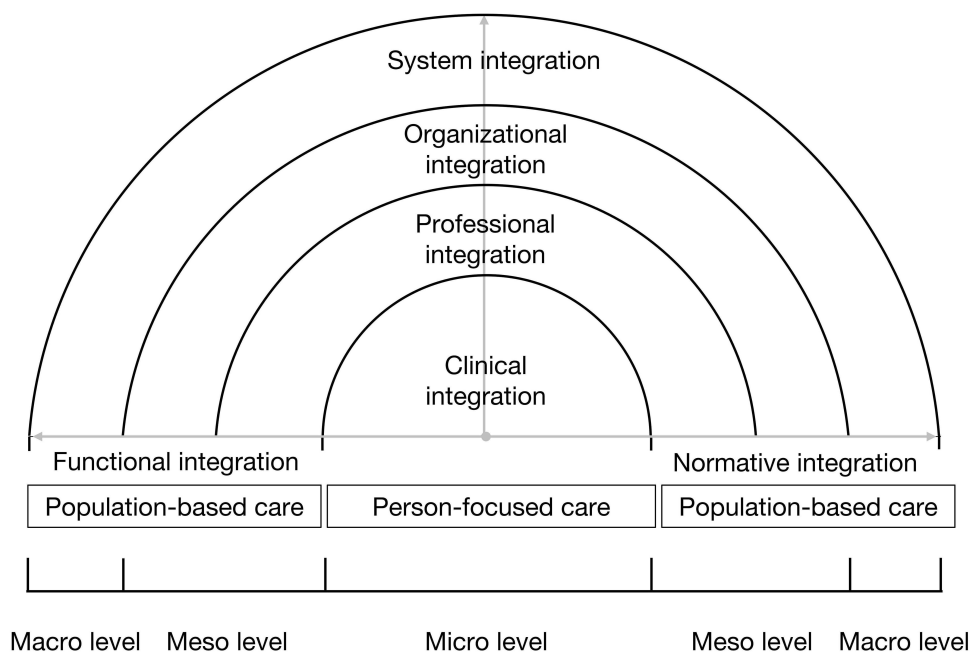 System integration
Organizational
integration
Professional
integration
Clinical
integration
Functional integration
Normative integration
Population-based care
Person-focused care
Population-based care
Macro level
Meso level
Micro level
Meso level
Macro level